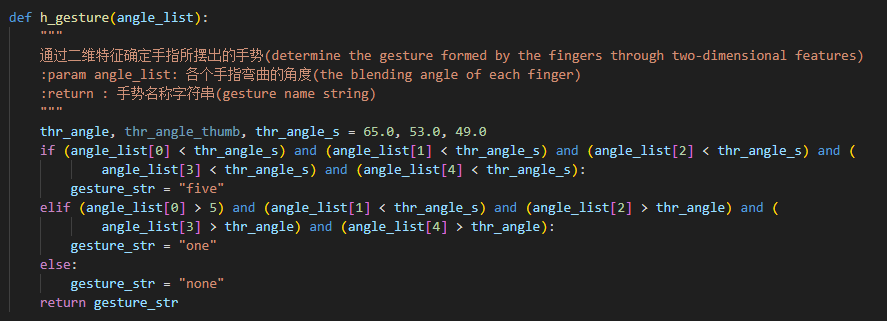 def h_gesture(angle_list):
    """
    通过二维特征确定手指所摆出的手势(determine the gesture formed by the fingers through two-dimensional features)
    :param angle_list: 各个手指弯曲的角度(the blending angle of each finger)
    :return : 手势名称字符串(gesture name string)
    """
    thr_angle, thr_angle_thumb, thr_angle_s = 65.0, 53.0, 49.0
    if (angle_list[0] < thr_angle_s) and (angle_list[1] < thr_angle_s) and (angle_list[2] < thr_angle_s) and (
            angle_list[3] < thr_angle_s) and (angle_list[4] < thr_angle_s):
        gesture_str = "five"
    elif (angle_list[0] > 5) and (angle_list[1] < thr_angle_s) and (angle_list[2] > thr_angle) and (
            angle_list[3] > thr_angle) and (angle_list[4] > thr_angle):
        gesture_str = "one"
    else:
        gesture_str = "none"
    return gesture_str